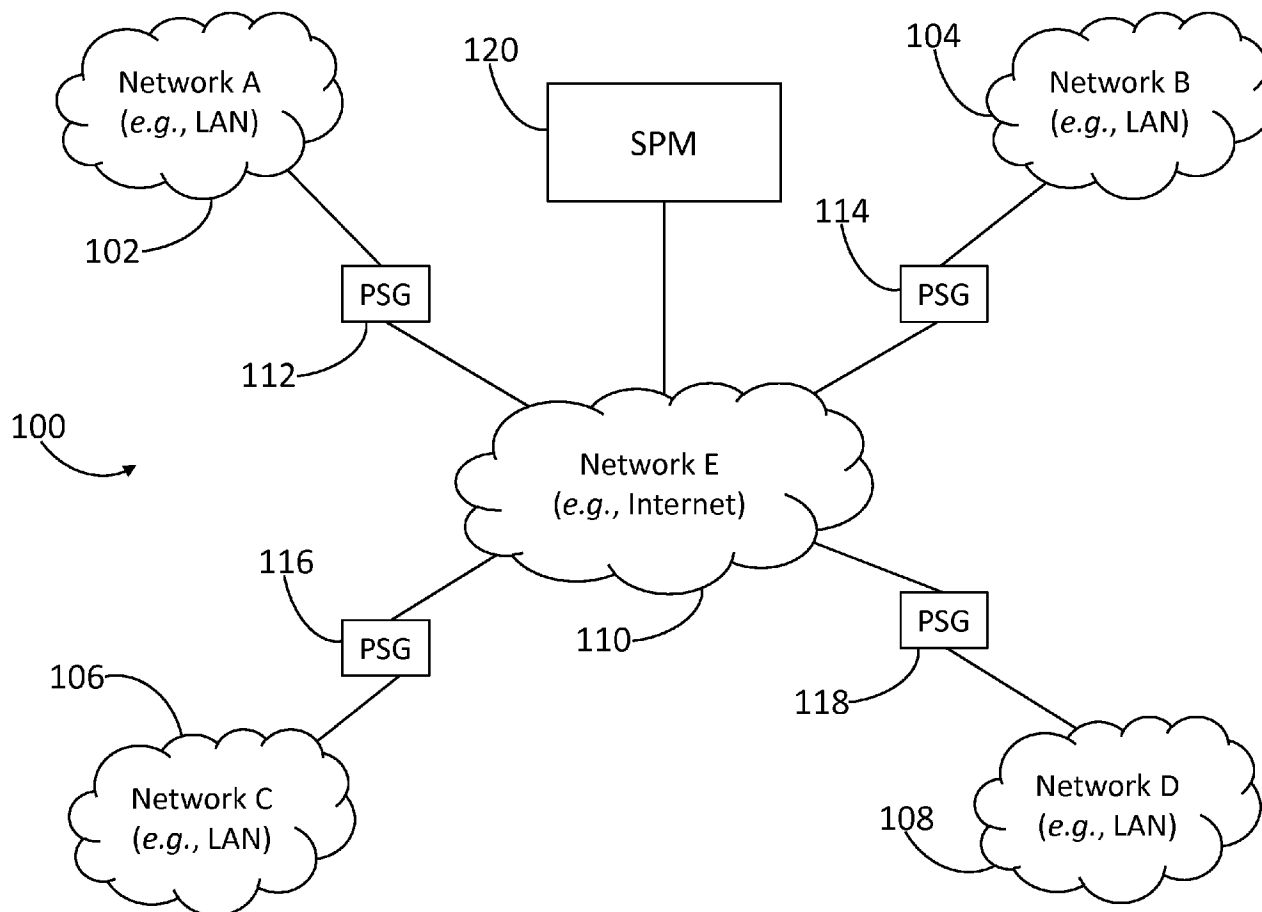 120
104
Network A
(e.g., LAN)
SPM
Network B
(e.g., LAN)
102
114
PSG
PSG
112
100
Network E
(e.g., Internet)
116
PSG
110
PSG
106
118
Network C
(e.g., LAN)
Network D
(e.g., LAN)
108